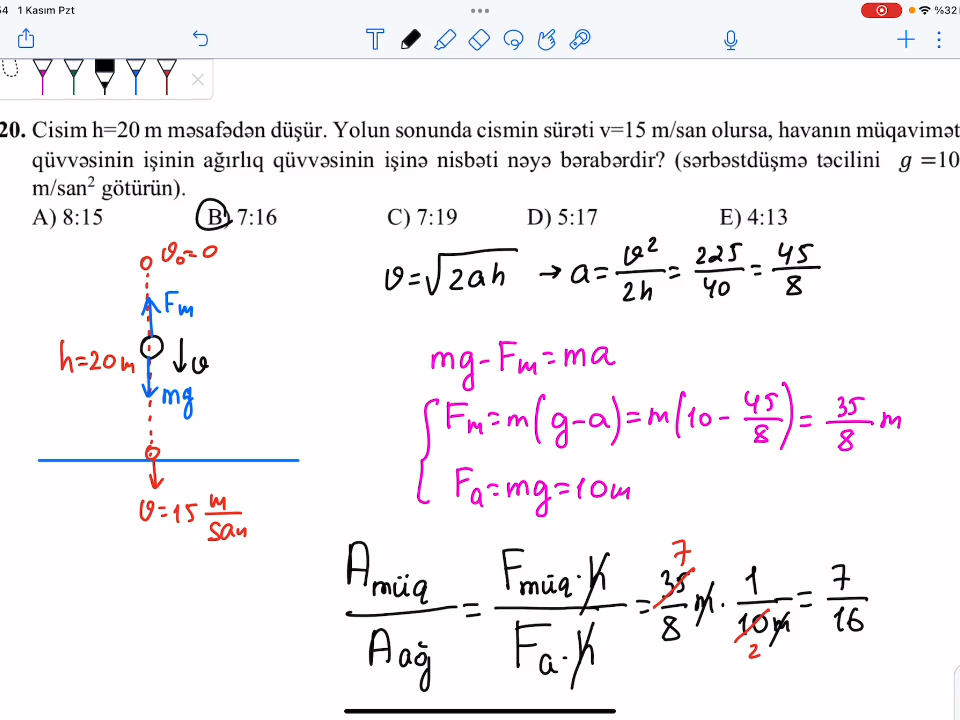 54 1 Kasım Pzt %32
T
20. Cisim h=20 m məsafədən düşür. Yolun sonunda cismin sürəti v=15 m/san olursa, havanın müqavimət
qüvvəsinin işinin ağırlıq qüvvəsinin işinə nisbəti nəyə bərabərdir? (sərbəstdüşmə təcilini g =10
m/san² götürün).
A) 8:15 B) 7:16 C) 7:19 D) 5:17 E) 4:13
ϑ₀=0
Fm
h=20m
ϑ
mg
ϑ=15 m/san
ϑ=√2ah → a= ϑ²/2h = 225/40 = 45/8
mg-Fm=ma
Fm=m(g-a)=m(10-45/8)= 35/8 m
Fa=mg=10m
Amüq/Aağ = Fmüq·h/Fa·h = 35/8 m · 1/10m = 7/16
7
2